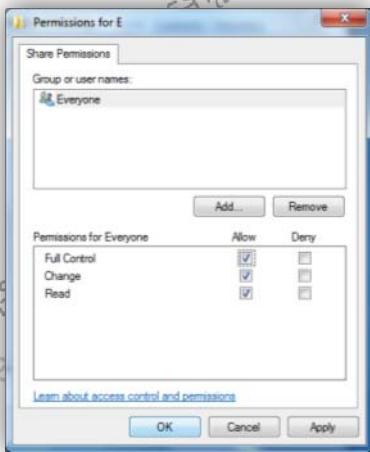 Permissions for E
Share Permissions
Group or user names:
Everyone
Add...
Remove
Permissions for Everyone
Allow
Deny
Full Control
Change
Read
Learn about access control and permissions
OK
Cancel
Apply